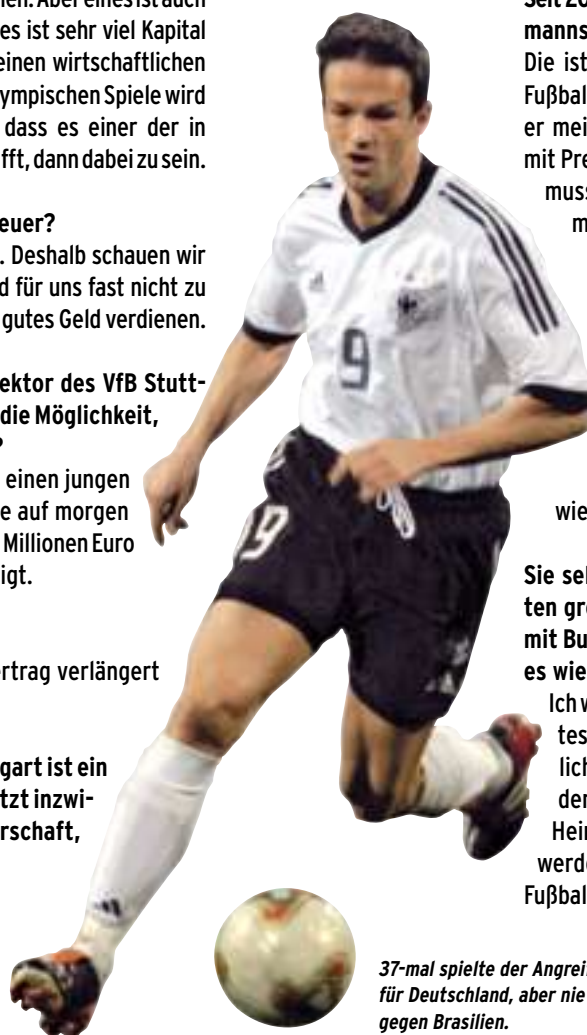 es ist sehr viel Kapital
einen wirtschaftlichen
ympischen Spiele wird
dass es einer der in
fft, dann dabei zu sein.
euer?
. Deshalb schauen wir
d für uns fast nicht zu
gutes Geld verdienen.
ektor des VfB Stutt-
die Möglichkeit,
?
einen jungen
e auf morgen
Millionen Euro
igt.
ertrag verlängert
gart ist ein
tzt inzwi-
rschaft,
9
9
37-mal spielte der Angrei
für Deutschland, aber nie
gegen Brasilien.
manns
Die ist
Fußbal
er mei
mit Pre
muss
m
wie
Sie sel
ten gr
mit Bu
es wie
Ich w
tes
lich
der
Hein
werde
Fußbal